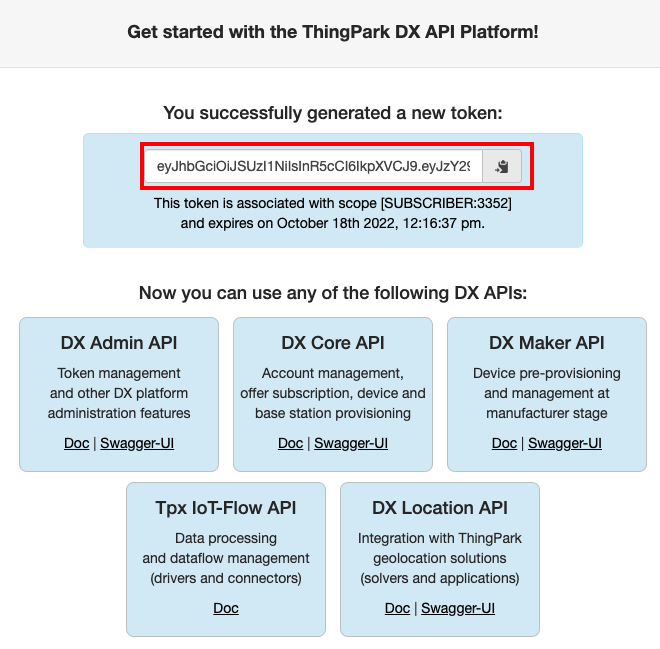 Get started with the ThingPark DX API Platform!
You successfully generated a new token:
eyJhbGciOiJSUzI1NiIsInR5cCI6IkpXVCJ9.eyJzY29
This token is associated with scope [SUBSCRIBER:3352]
and expires on October 18th 2022, 12:16:37 pm.
Now you can use any of the following DX APIs:
DX Admin API
Token management
and other DX platform
administration features
Doc | Swagger-UI
DX Core API
Account management,
offer subscription, device and
base station provisioning
Doc | Swagger-UI
DX Maker API
Device pre-provisioning
and management at
manufacturer stage
Doc | Swagger-UI
Tpx IoT-Flow API
Data processing
and dataflow management
(drivers and connectors)
Doc
DX Location API
Integration with ThingPark
geolocation solutions
(solvers and applications)
Doc | Swagger-UI